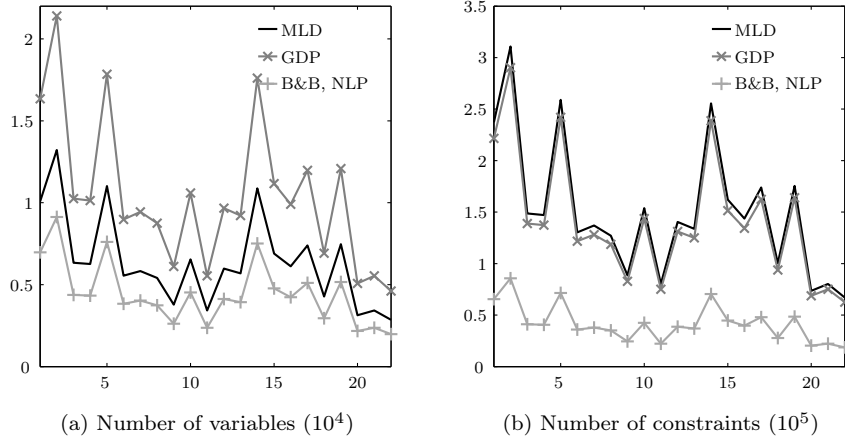 2
1.5
1
0.5
0
5
10
15
20
MLD
GDP
B&B, NLP
(a) Number of variables (10⁴)
3.5
3
2.5
2
1.5
1
0.5
0
5
10
15
20
MLD
GDP
B&B, NLP
(b) Number of constraints (10⁵)